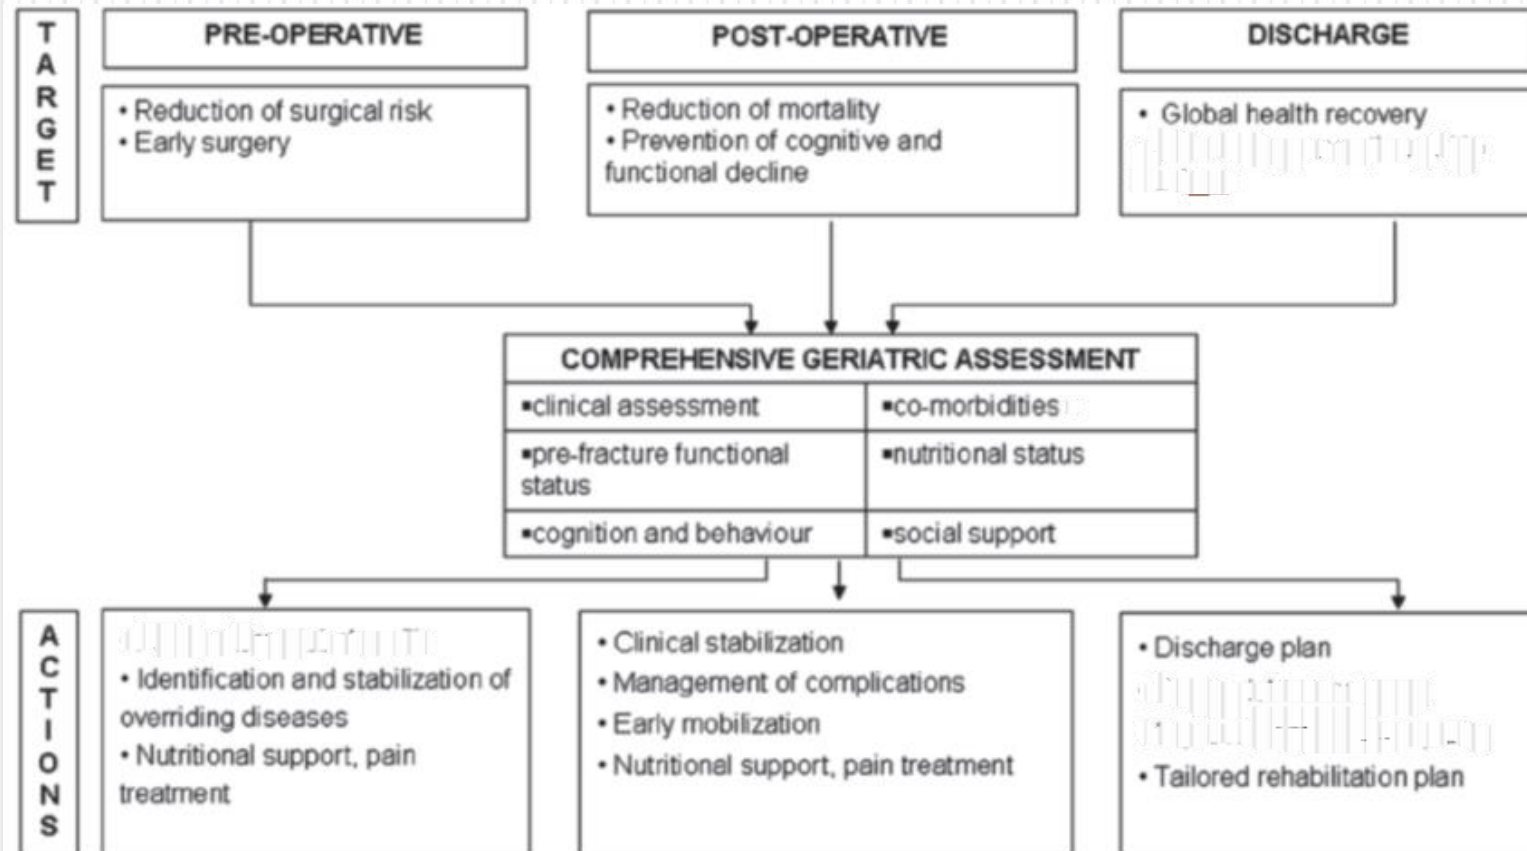 TARGET
PRE-OPERATIVE
• Reduction of surgical risk
• Early surgery
POST-OPERATIVE
• Reduction of mortality
• Prevention of cognitive and
functional decline
DISCHARGE
• Global health recovery
COMPREHENSIVE GERIATRIC ASSESSMENT
▪clinical assessment
▪co-morbidities
▪pre-fracture functional
status
▪nutritional status
▪cognition and behaviour
▪social support
ACTIONS
• Identification and stabilization of
overriding diseases
• Nutritional support, pain
treatment
• Clinical stabilization
• Management of complications
• Early mobilization
• Nutritional support, pain treatment
• Discharge plan
• Tailored rehabilitation plan